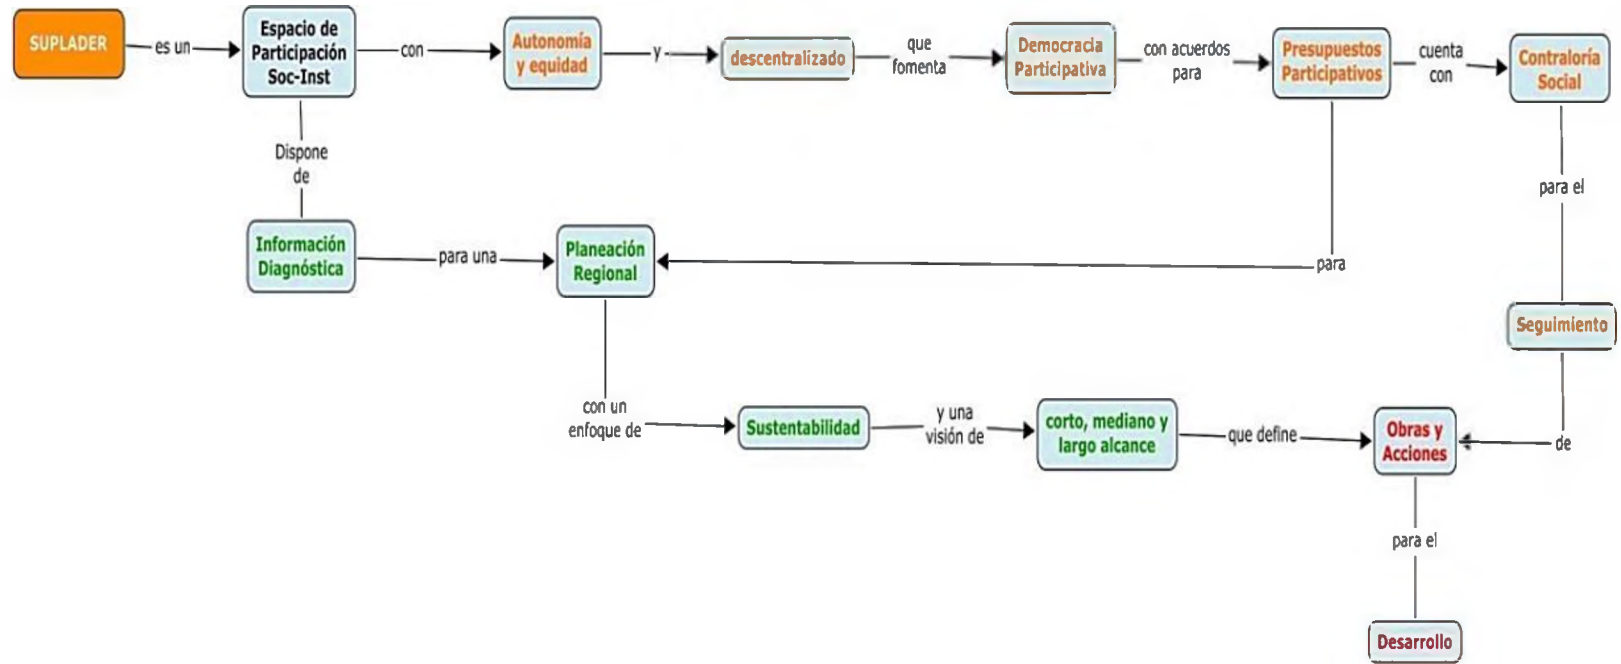 SUPLADER
es un
Espacio de
Participación
Soc-Inst
con
Autonomía
y equidad
y
descentralizado
que
fomenta
Democracia
Participativa
con acuerdos
para
Presupuestos
Participativos
cuenta
con
Contraloría
Social
Dispone
de
para el
Información
Diagnóstica
para una
Planeación
Regional
para
Seguimiento
con un
enfoque de
Sustentabilidad
y una
visión de
corto, mediano y
largo alcance
que define
Obras y
Acciones
de
para el
Desarrollo